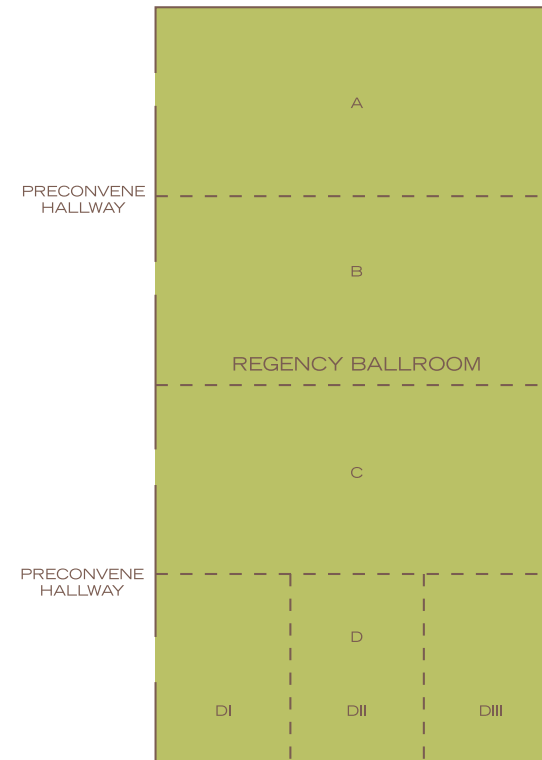 A
PRECONVENE
HALLWAY
B
REGENCY BALLROOM
C
PRECONVENE
HALLWAY
D
DI
DII
DIII